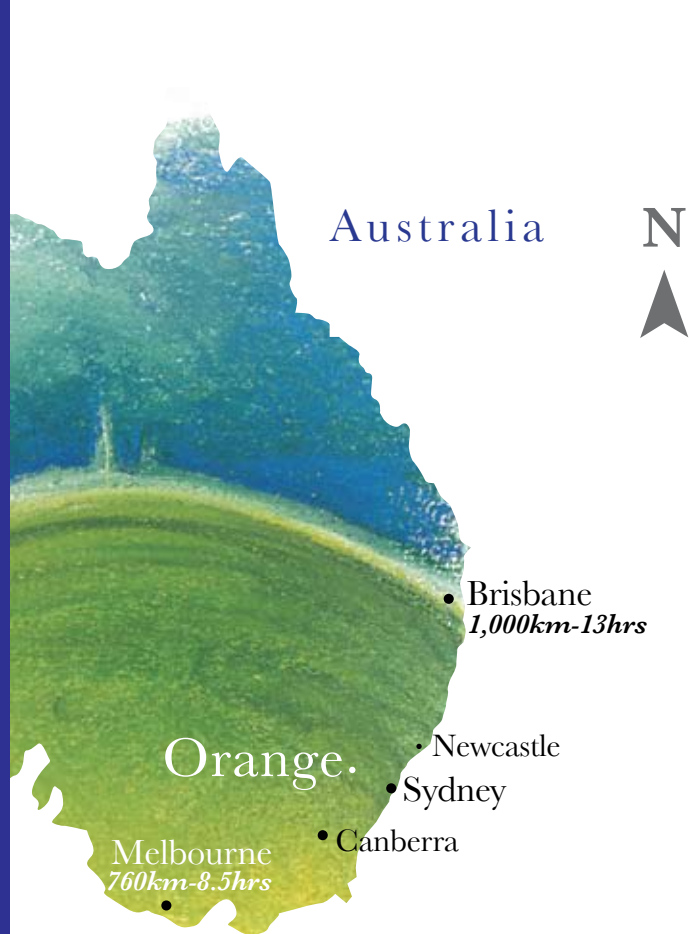 Australia
N
Brisbane
1,000km-13hrs
Newcastle
Orange.
Sydney
Canberra
Melbourne
760km-8.5hrs